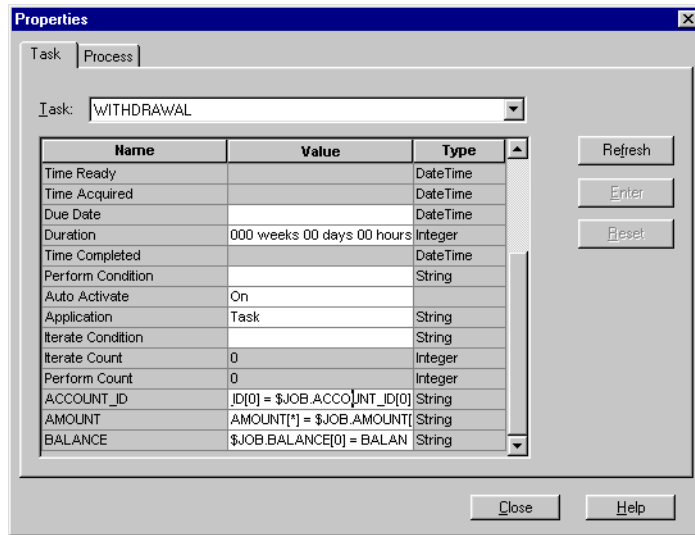 Properties
Task Process
Task: WITHDRAWAL
Name Value Type
Time Ready DateTime
Time Acquired DateTime
Due Date DateTime
Duration 000 weeks 00 days 00 hours Integer
Time Completed DateTime
Perform Condition String
Auto Activate On
Application Task String
Iterate Condition String
Iterate Count 0 Integer
Perform Count 0 Integer
ACCOUNT_ID _ID[0] = $JOB.ACCOUNT_ID[0] String
AMOUNT AMOUNT[*] = $JOB.AMOUNT[ String
BALANCE $JOB.BALANCE[0] = BALAN String
Refresh
Enter
Reset
Close Help